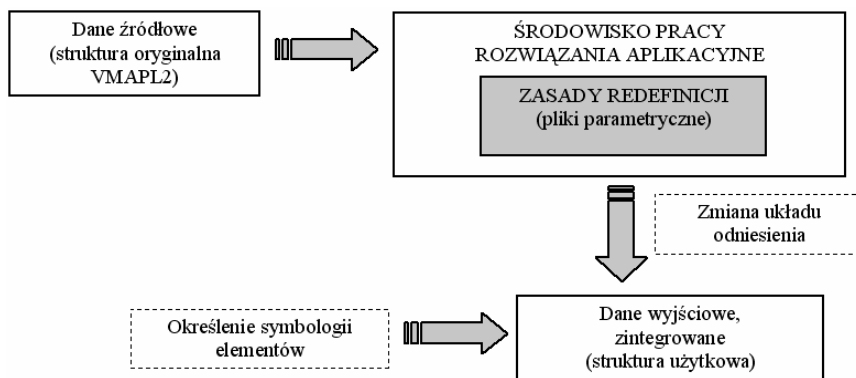 Dane źródłowe
(struktura oryginalna
VMAPL2)
ŚRODOWISKO PRACY
ROZWIĄZANIA APLIKACYJNE
ZASADY REDEFINICJI
(pliki parametryczne)
Zmiana układu
odniesienia
Określenie symbologii
elementów
Dane wyjściowe,
zintegrowane
(struktura użytkowa)